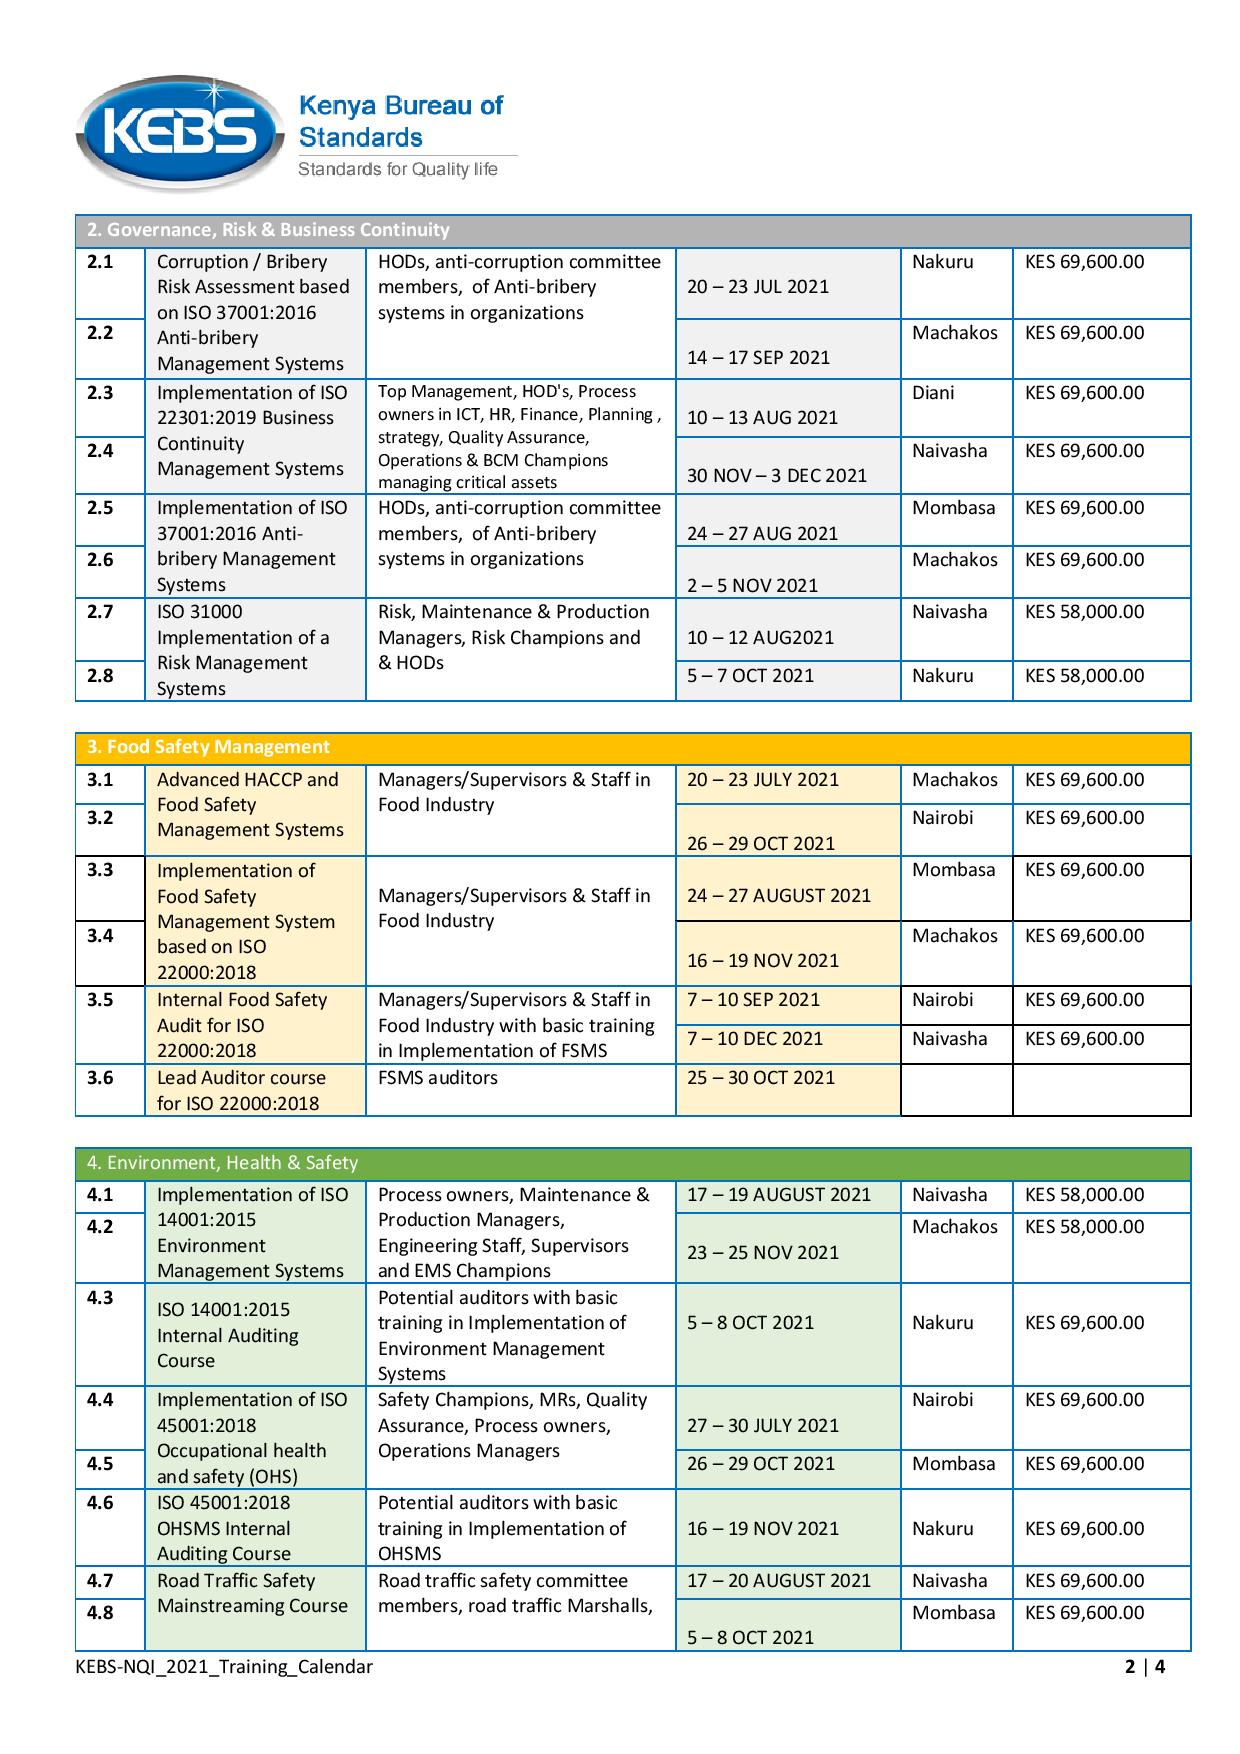 KEBS
Kenya Bureau of
Standards
Standards for Quality life
2. Governance, Risk & Business Continuity
2.1
Corruption / Bribery
Risk Assessment based
on ISO 37001:2016
Anti-bribery
Management Systems
HODs, anti-corruption committee
members,  of Anti-bribery
systems in organizations
20 – 23 JUL 2021
Nakuru
KES 69,600.00
2.2
14 – 17 SEP 2021
Machakos
KES 69,600.00
2.3
Implementation of ISO
22301:2019 Business
Continuity
Management Systems
Top Management, HOD's, Process
owners in ICT, HR, Finance, Planning ,
strategy, Quality Assurance,
Operations & BCM Champions
managing critical assets
10 – 13 AUG 2021
Diani
KES 69,600.00
2.4
30 NOV – 3 DEC 2021
Naivasha
KES 69,600.00
2.5
Implementation of ISO
37001:2016 Anti-
bribery Management
Systems
HODs, anti-corruption committee
members,  of Anti-bribery
systems in organizations
24 – 27 AUG 2021
Mombasa
KES 69,600.00
2.6
2 – 5 NOV 2021
Machakos
KES 69,600.00
2.7
ISO 31000
Implementation of a
Risk Management
Systems
Risk, Maintenance & Production
Managers, Risk Champions and
& HODs
10 – 12 AUG2021
Naivasha
KES 58,000.00
2.8
5 – 7 OCT 2021
Nakuru
KES 58,000.00
3. Food Safety Management
3.1
Advanced HACCP and
Food Safety
Management Systems
Managers/Supervisors & Staff in
Food Industry
20 – 23 JULY 2021
Machakos
KES 69,600.00
3.2
26 – 29 OCT 2021
Nairobi
KES 69,600.00
3.3
Implementation of
Food Safety
Management System
based on ISO
22000:2018
Managers/Supervisors & Staff in
Food Industry
24 – 27 AUGUST 2021
Mombasa
KES 69,600.00
3.4
16 – 19 NOV 2021
Machakos
KES 69,600.00
3.5
Internal Food Safety
Audit for ISO
22000:2018
Managers/Supervisors & Staff in
Food Industry with basic training
in Implementation of FSMS
7 – 10 SEP 2021
Nairobi
KES 69,600.00
7 – 10 DEC 2021
Naivasha
KES 69,600.00
3.6
Lead Auditor course
for ISO 22000:2018
FSMS auditors
25 – 30 OCT 2021
4. Environment, Health & Safety
4.1
Implementation of ISO
14001:2015
Environment
Management Systems
Process owners, Maintenance &
Production Managers,
Engineering Staff, Supervisors
and EMS Champions
17 – 19 AUGUST 2021
Naivasha
KES 58,000.00
4.2
23 – 25 NOV 2021
Machakos
KES 58,000.00
4.3
ISO 14001:2015
Internal Auditing
Course
Potential auditors with basic
training in Implementation of
Environment Management
Systems
5 – 8 OCT 2021
Nakuru
KES 69,600.00
4.4
Implementation of ISO
45001:2018
Occupational health
and safety (OHS)
Safety Champions, MRs, Quality
Assurance, Process owners,
Operations Managers
27 – 30 JULY 2021
Nairobi
KES 69,600.00
4.5
26 – 29 OCT 2021
Mombasa
KES 69,600.00
4.6
ISO 45001:2018
OHSMS Internal
Auditing Course
Potential auditors with basic
training in Implementation of
OHSMS
16 – 19 NOV 2021
Nakuru
KES 69,600.00
4.7
Road Traffic Safety
Mainstreaming Course
Road traffic safety committee
members, road traffic Marshalls,
17 – 20 AUGUST 2021
Naivasha
KES 69,600.00
4.8
5 – 8 OCT 2021
Mombasa
KES 69,600.00
KEBS-NQI_2021_Training_Calendar
2 | 4